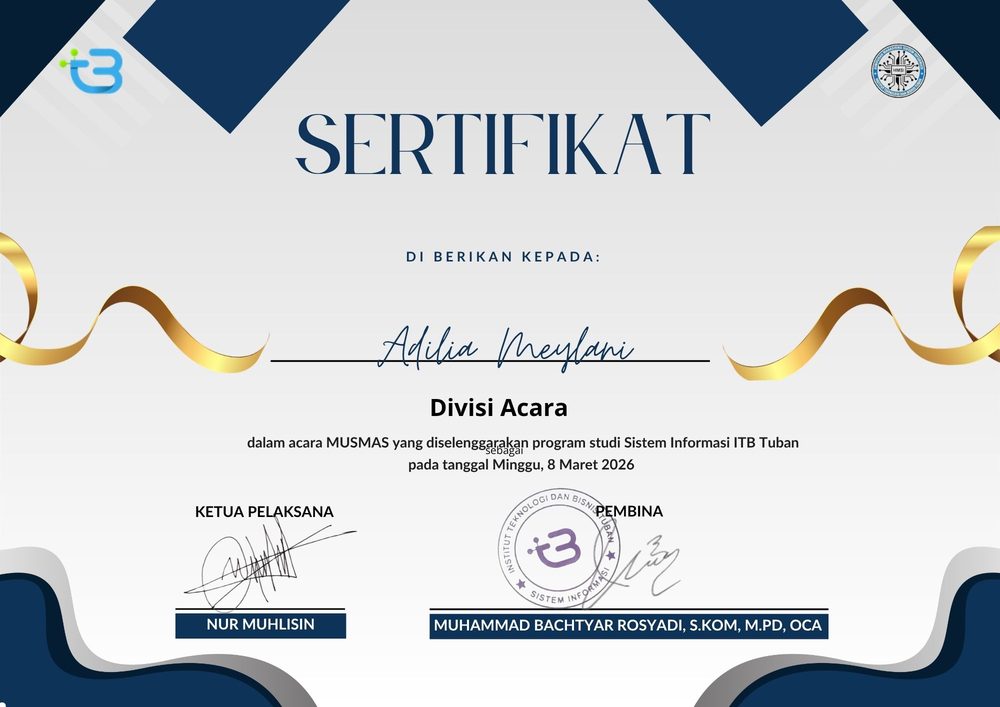 SERTIFIKAT
DI BERIKAN KEPADA:
Adilia Meylani
Divisi Acara
dalam acara MUSMAS yang diselenggarakan program studi Sistem Informasi ITB Tuban
sebagai
pada tanggal Minggu, 8 Maret 2026
KETUA PELAKSANA
PEMBINA
INSTITUT TEKNOLOGI DAN BISNIS TUBAN
SISTEM INFORMASI
NUR MUHLISIN
MUHAMMAD BACHTYAR ROSYADI, S.KOM, M.PD, OCA